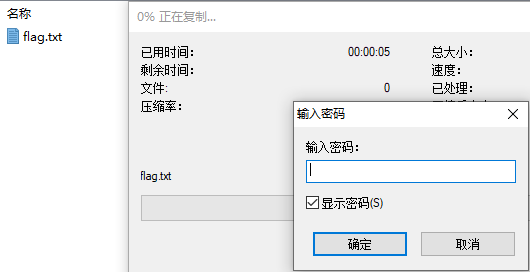 名称
flag.txt
0% 正在复制...
已用时间：
00:00:05
总大小：
剩余时间：
速度：
文件：
0
已处理：
压缩率：
flag.txt
输入密码
输入密码：
显示密码(S)
确定
取消